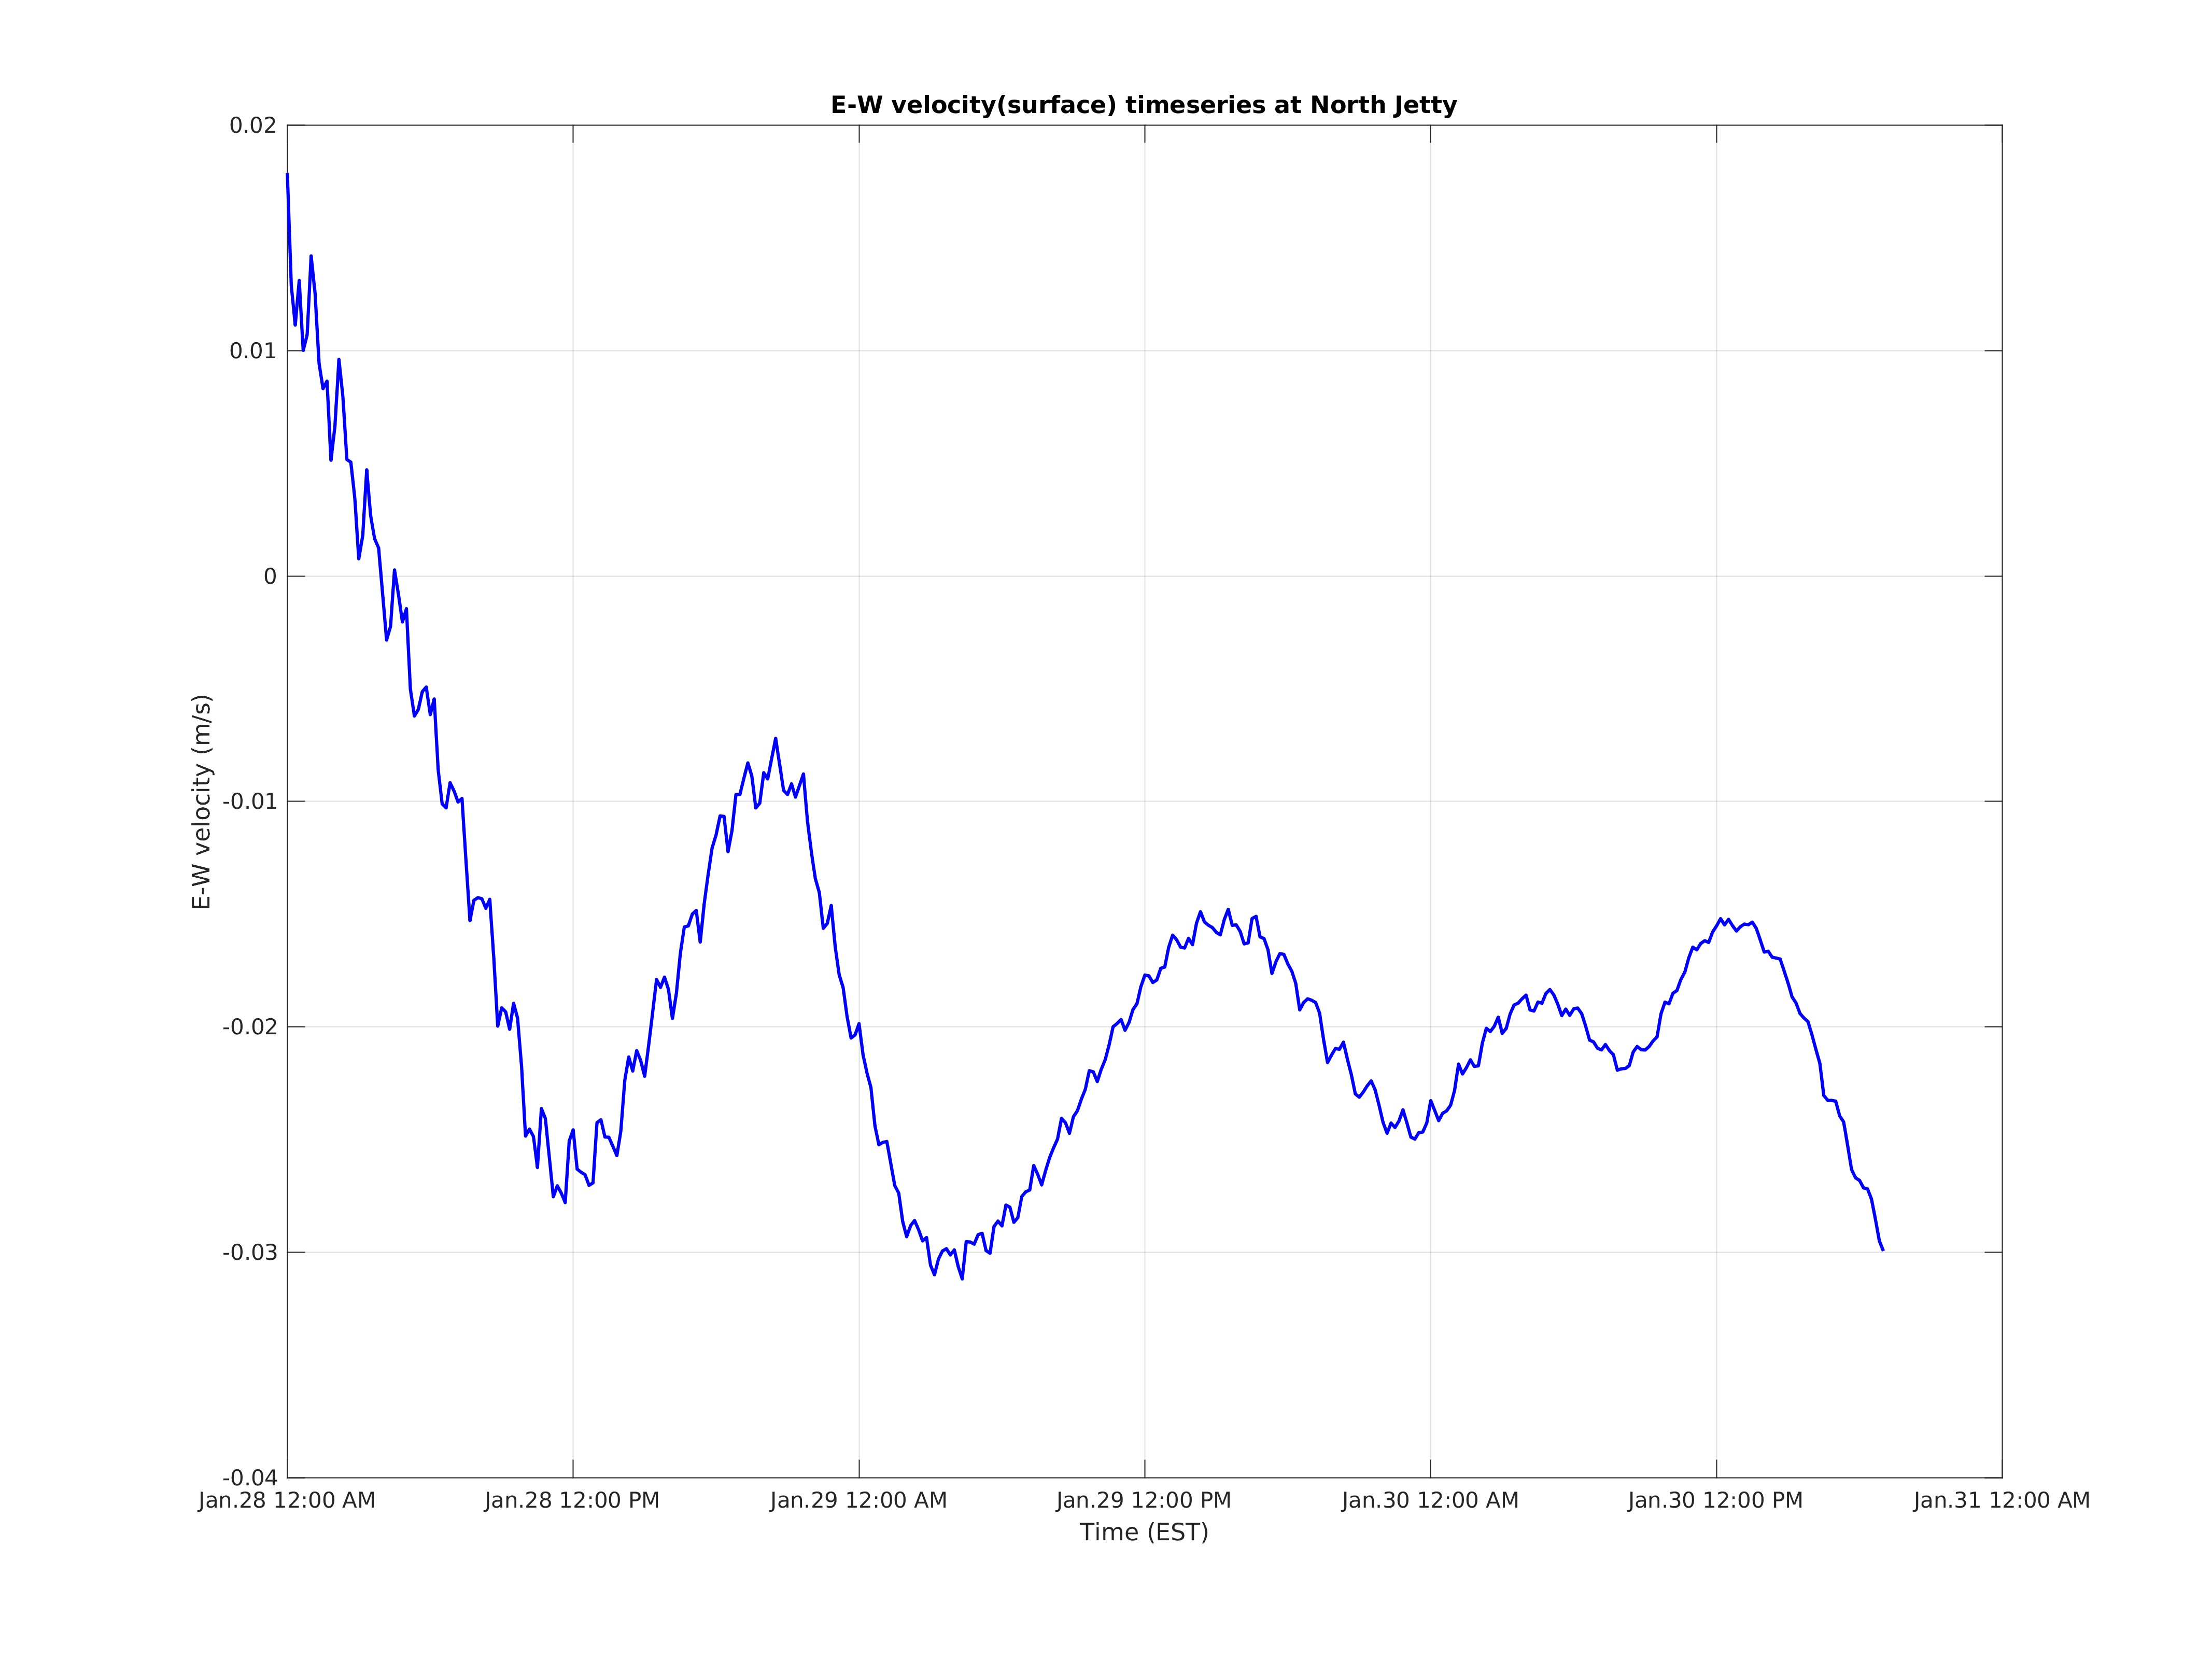 E-W velocity(surface) timeseries at North Jetty
0.02
0.01
0
-0.01
-0.02
-0.03
-0.04
E-W velocity (m/s)
Jan.28 12:00 AM
Jan.28 12:00 PM
Jan.29 12:00 AM
Jan.29 12:00 PM
Jan.30 12:00 AM
Jan.30 12:00 PM
Jan.31 12:00 AM
Time (EST)